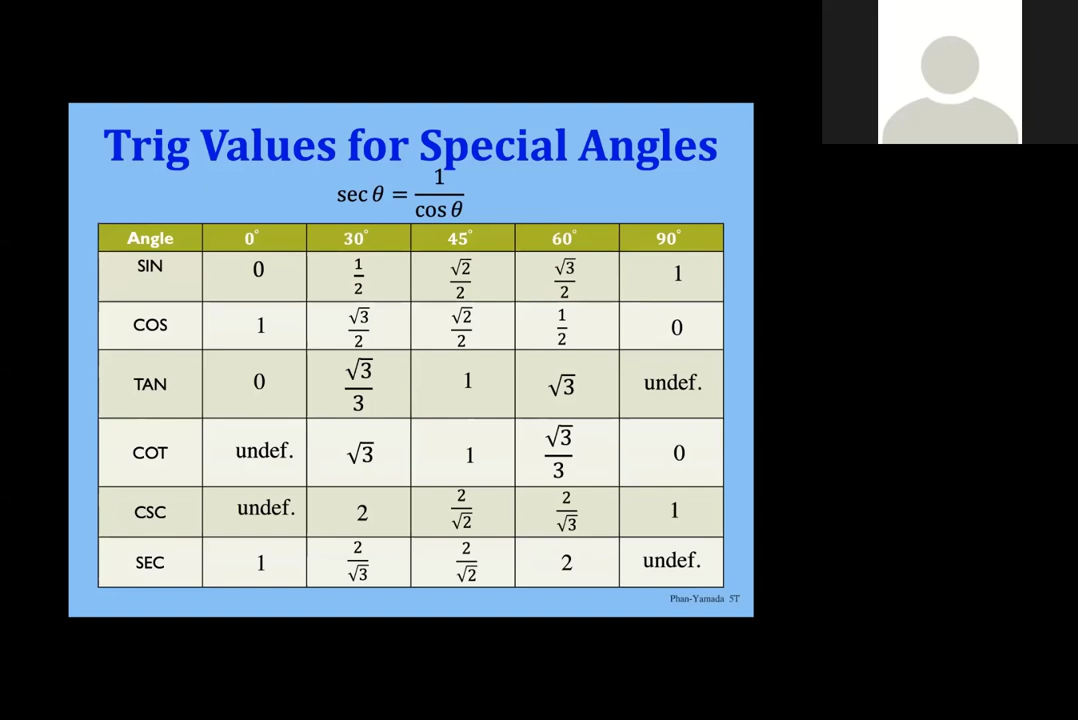 Trig Values for Special Angles
sec θ = 1/cos θ
Angle 0° 30° 45° 60° 90°
SIN 0 1/2 √2/2 √3/2 1
COS 1 √3/2 √2/2 1/2 0
TAN 0 √3/3 1 √3 undef.
COT undef. √3 1 √3/3 0
CSC undef. 2 2/√2 2/√3 1
SEC 1 2/√3 2/√2 2 undef.
Phan-Yamada 5T